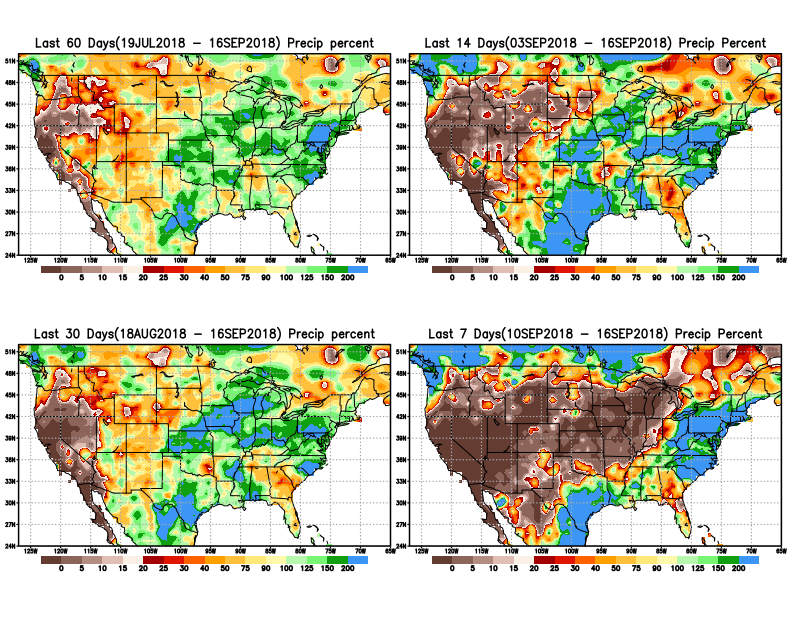 Last 60 Days(19JUL2018 – 16SEP2018) Precip percent
51N
48N
45N
42N
39N
36N
33N
30N
27N
24N
125W 120W 115W 110W 105W 100W 95W 90W 85W 80W 75W 70W 65W
0 5 10 15 20 25 30 40 50 75 90 100 125 150 200
Last 14 Days(03SEP2018 – 16SEP2018) Precip percent
51N
48N
45N
42N
39N
36N
33N
30N
27N
24N
125W 120W 115W 110W 105W 100W 95W 90W 85W 80W 75W 70W 65W
0 5 10 15 20 25 30 40 50 75 90 100 125 150 200
Last 30 Days(18AUG2018 – 16SEP2018) Precip percent
51N
48N
45N
42N
39N
36N
33N
30N
27N
24N
125W 120W 115W 110W 105W 100W 95W 90W 85W 80W 75W 70W 65W
0 5 10 15 20 25 30 40 50 75 90 100 125 150 200
Last 7 Days(10SEP2018 – 16SEP2018) Precip Percent
51N
48N
45N
42N
39N
36N
33N
30N
27N
24N
125W 120W 115W 110W 105W 100W 95W 90W 85W 80W 75W 70W 65W
0 5 10 15 20 25 30 40 50 75 90 100 125 150 200